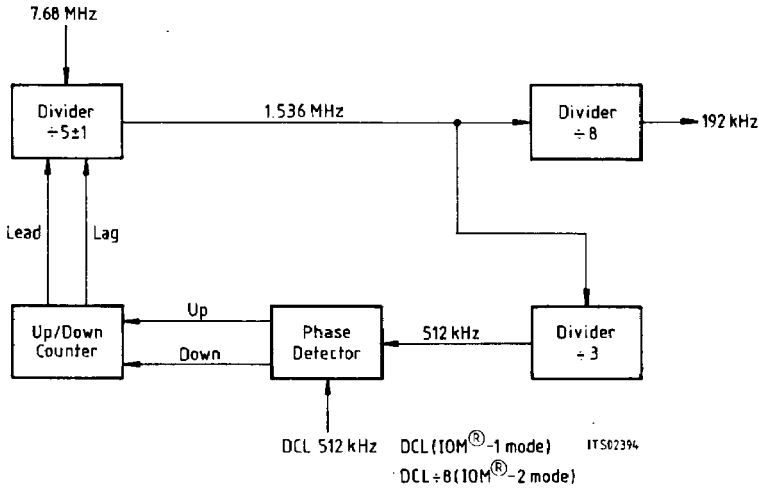 7.68 MHz
Divider
÷5±1
1.536 MHz
Divider
÷8
192 kHz
Lead
Lag
Up/Down
Counter
Up
Down
Phase
Detector
512 kHz
Divider
÷3
DCL 512 kHz
DCL (IOM®-1 mode)
ITS02394
DCL÷8 (IOM®-2 mode)